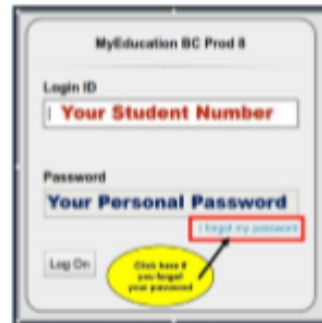 MyEducation BC Prod 8
Login ID
Your Student Number
Password
Your Personal Password
I forgot my password
Log On
Click here if
you forgot
your password